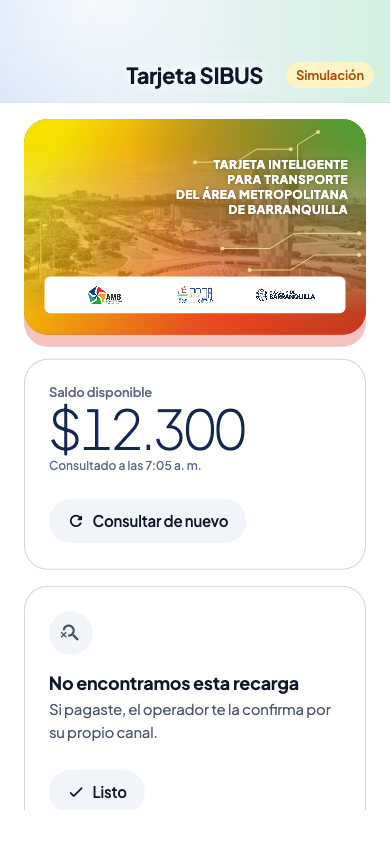 Tarjeta SIBUS
Simulación
TARJETA INTELIGENTE
PARA TRANSPORTE
DEL ÁREA METROPOLITANA
DE BARRANQUILLA
AMB
BARRANQUILLA
Saldo disponible
$12.300
Consultado a las 7:05 a. m.
Consultar de nuevo
No encontramos esta recarga
Si pagaste, el operador te la confirma por
su propio canal.
Listo